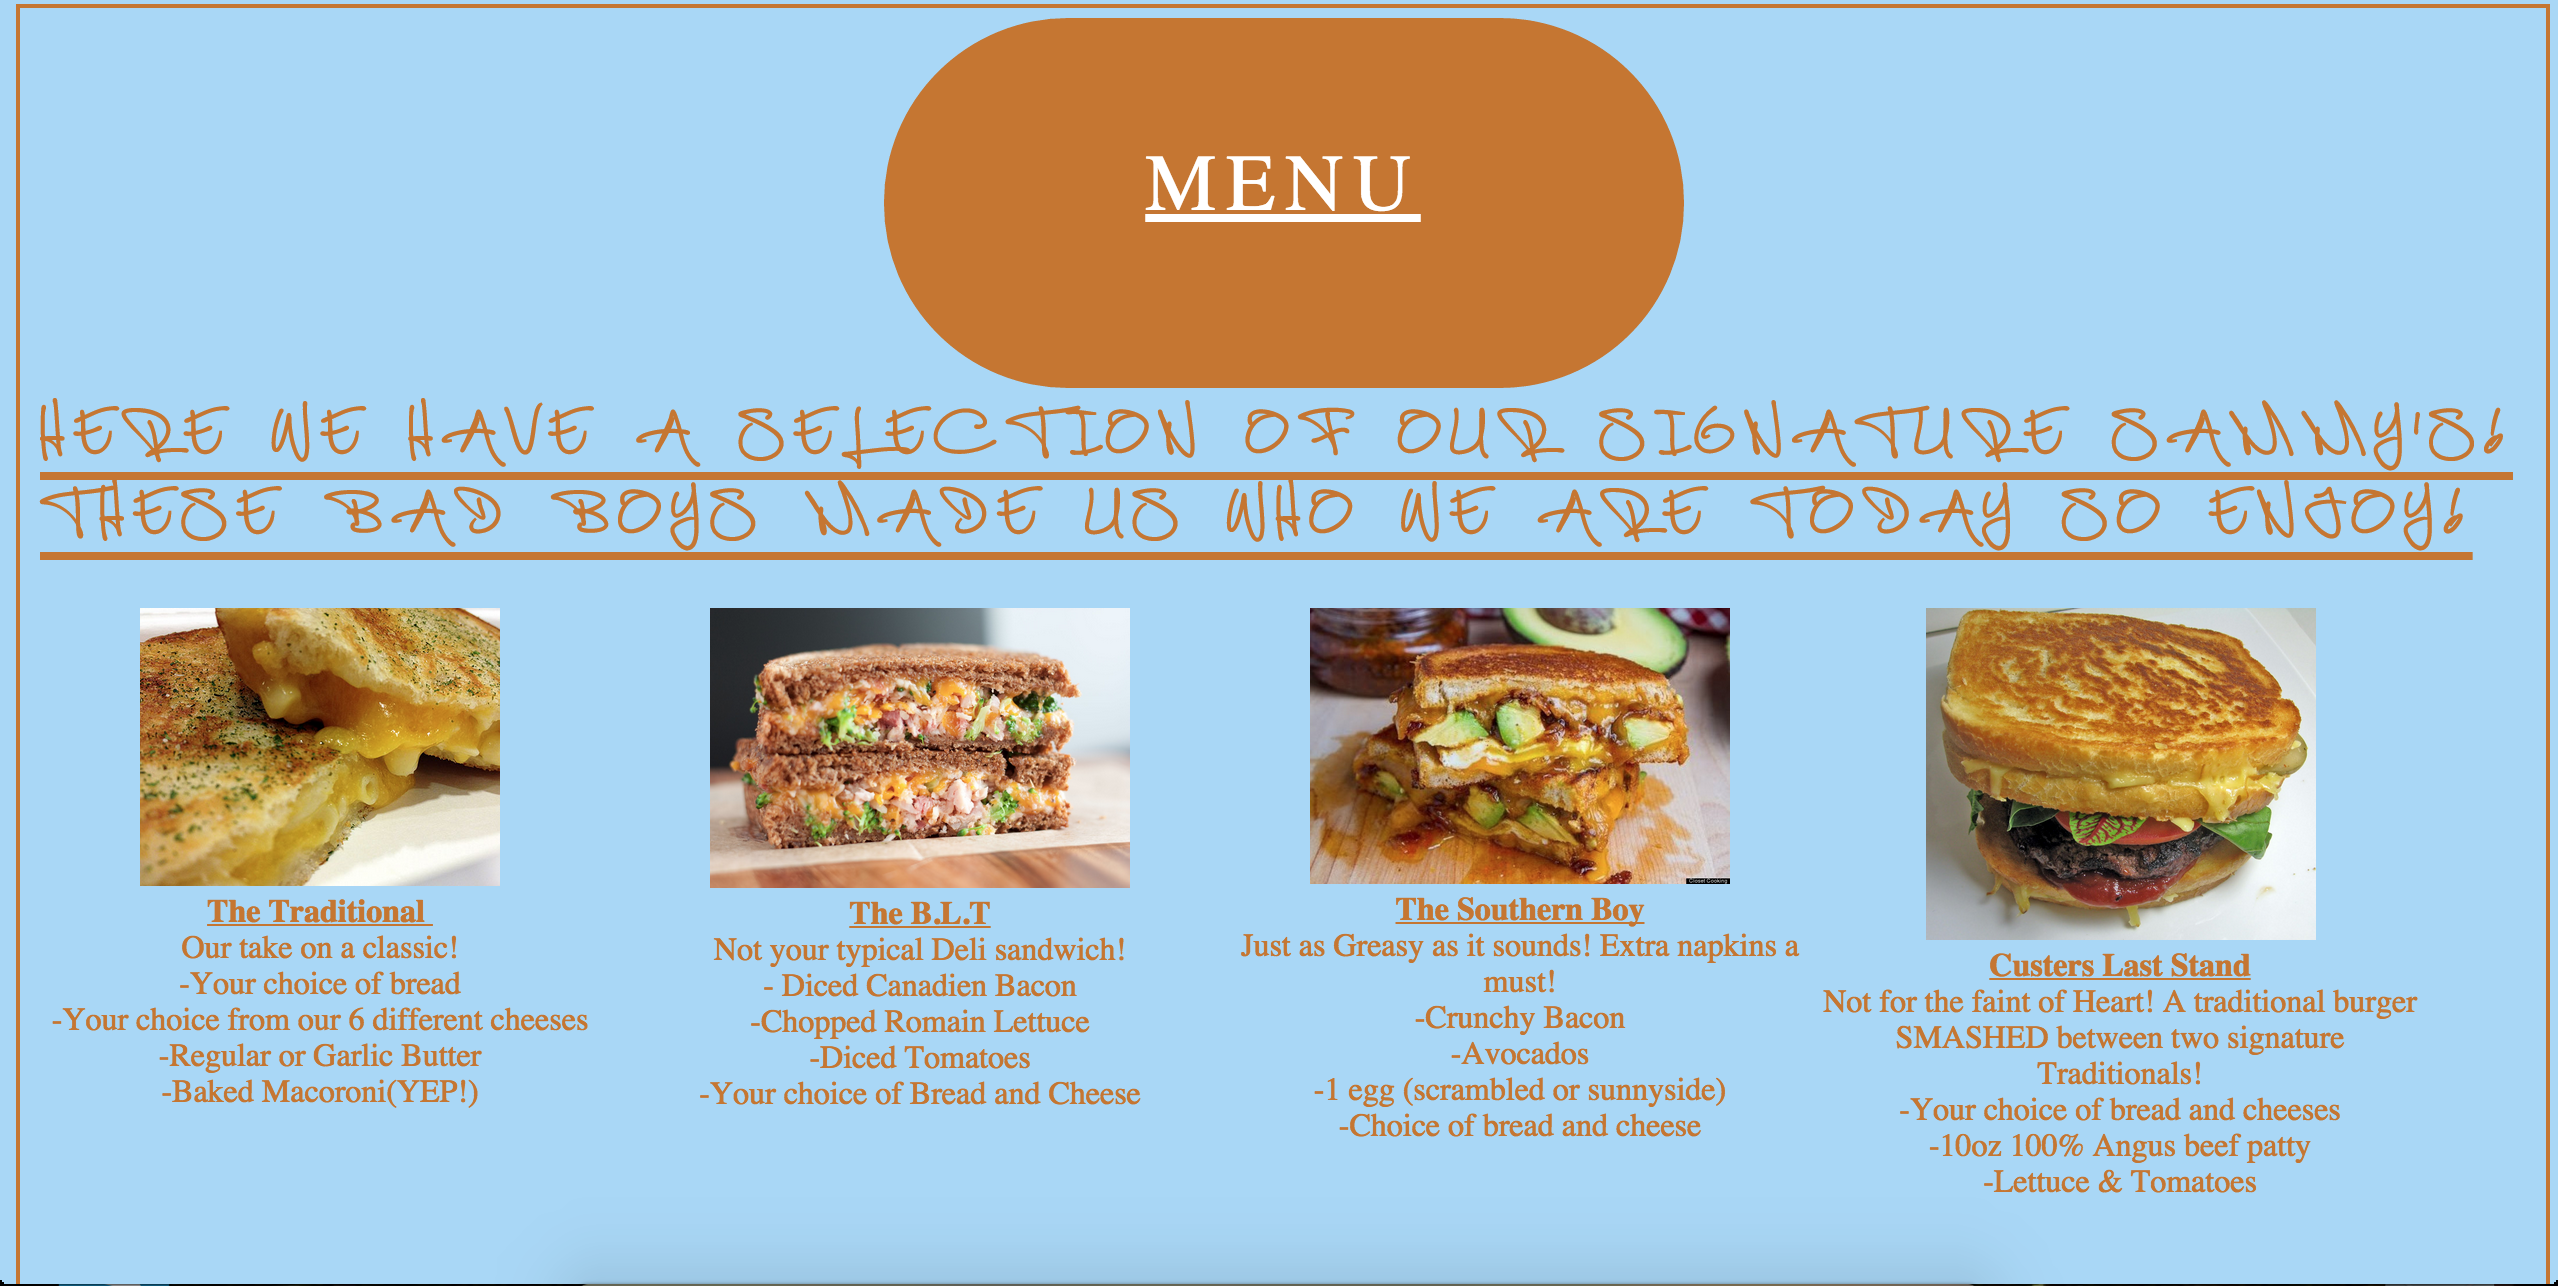 MENU
HERE WE HAVE A SELECTION OF OUR SIGNATURE SAMMY'S!
THESE BAD BOYS MADE US WHO WE ARE TODAY SO ENJOY!
The Traditional
Our take on a classic!
-Your choice of bread
-Your choice from our 6 different cheeses
-Regular or Garlic Butter
-Baked Macoroni(YEP!)
The B.L.T
Not your typical Deli sandwich!
- Diced Canadien Bacon
-Chopped Romain Lettuce
-Diced Tomatoes
-Your choice of Bread and Cheese
Closet Cooking
The Southern Boy
Just as Greasy as it sounds! Extra napkins a
must!
-Crunchy Bacon
-Avocados
-1 egg (scrambled or sunnyside)
-Choice of bread and cheese
Custers Last Stand
Not for the faint of Heart! A traditional burger
SMASHED between two signature
Traditionals!
-Your choice of bread and cheeses
-10oz 100% Angus beef patty
-Lettuce & Tomatoes